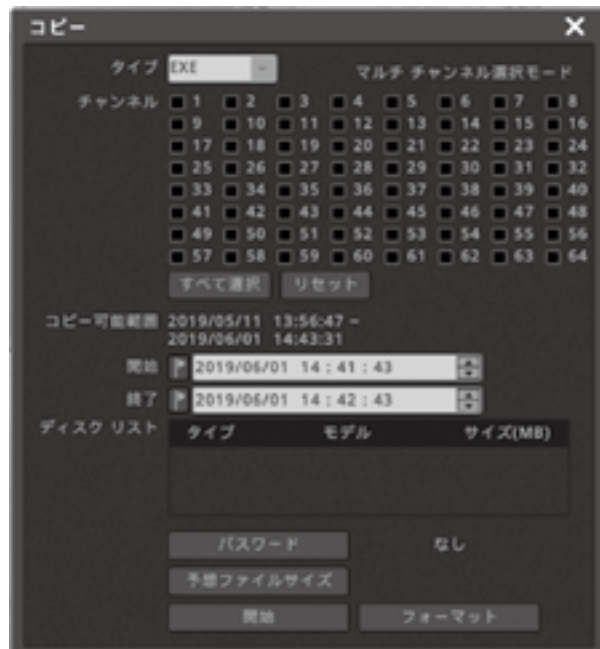 コピー
タイプ EXE マルチ チャンネル選択モード
チャンネル 1 2 3 4 5 6 7 8
9 10 11 12 13 14 15 16
17 18 19 20 21 22 23 24
25 26 27 28 29 30 31 32
33 34 35 36 37 38 39 40
41 42 43 44 45 46 47 48
49 50 51 52 53 54 55 56
57 58 59 60 61 62 63 64
すべて選択 リセット
コピー可能範囲 2019/05/11 13:56:47 ~
2019/06/01 14:43:31
開始 2019/06/01 14 : 41 : 43
終了 2019/06/01 14 : 42 : 43
ディスク リスト タイプ モデル サイズ(MB)
パスワード なし
予想ファイルサイズ
開始 フォーマット